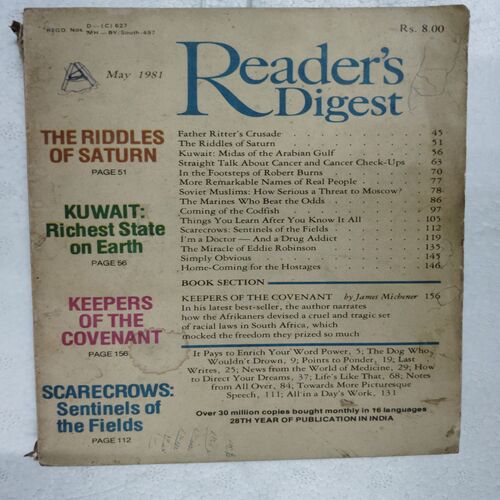 REGD. Nos. D—(C) 627
MH—BY/South-457
Rs. 8.00
May 1981
Reader's
Digest
THE RIDDLES
OF SATURN
PAGE 51
KUWAIT:
Richest State
on Earth
PAGE 56
KEEPERS
OF THE
COVENANT
PAGE 156
SCARECROWS:
Sentinels of
the Fields
PAGE 112
Father Ritter's Crusade . . . . . . . . . . 45
The Riddles of Saturn . . . . . . . . . . 51
Kuwait: Midas of the Arabian Gulf . . . . . . 56
Straight Talk About Cancer and Cancer Check-Ups . 63
In the Footsteps of Robert Burns . . . . . . . 70
More Remarkable Names of Real People . . . . . 77
Soviet Muslims: How Serious a Threat to Moscow? . 78
The Marines Who Beat the Odds . . . . . . . 86
Coming of the Codfish . . . . . . . . . . 97
Things You Learn After You Know It All . . . . 105
Scarecrows: Sentinels of the Fields . . . . . . 112
I'm a Doctor — And a Drug Addict . . . . . . 119
The Miracle of Eddie Robinson . . . . . . . 135
Simply Obvious . . . . . . . . . . . . 145
Home-Coming for the Hostages . . . . . . . 146
BOOK SECTION
KEEPERS OF THE COVENANT by James Michener 156
In his latest best-seller, the author narrates
how the Afrikaners devised a cruel and tragic set
of racial laws in South Africa, which
mocked the freedom they prized so much
It Pays to Enrich Your Word Power, 5; The Dog Who
Wouldn't Drown, 9; Points to Ponder, 19; Last
Writes, 25; News from the World of Medicine, 29; How
to Direct Your Dreams, 37; Life's Like That, 68; Notes
from All Over, 84; Towards More Picturesque
Speech, 111; All in a Day's Work, 131
Over 30 million copies bought monthly in 16 languages
28TH YEAR OF PUBLICATION IN INDIA